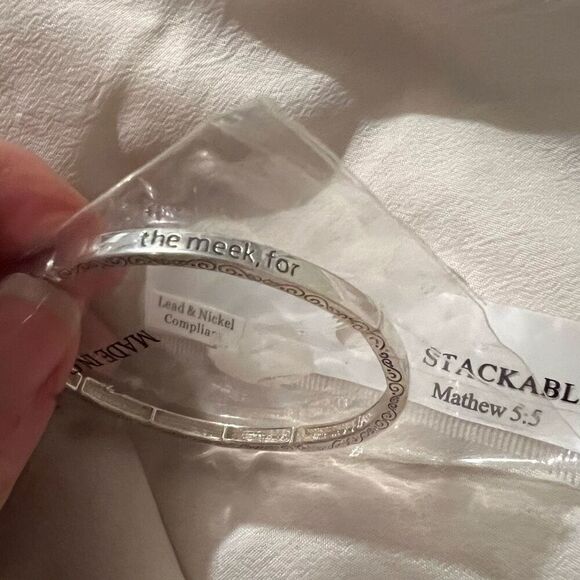 the meek, for
Lead & Nickel
Complia
MADE IN
STACKABL
Mathew 5:5